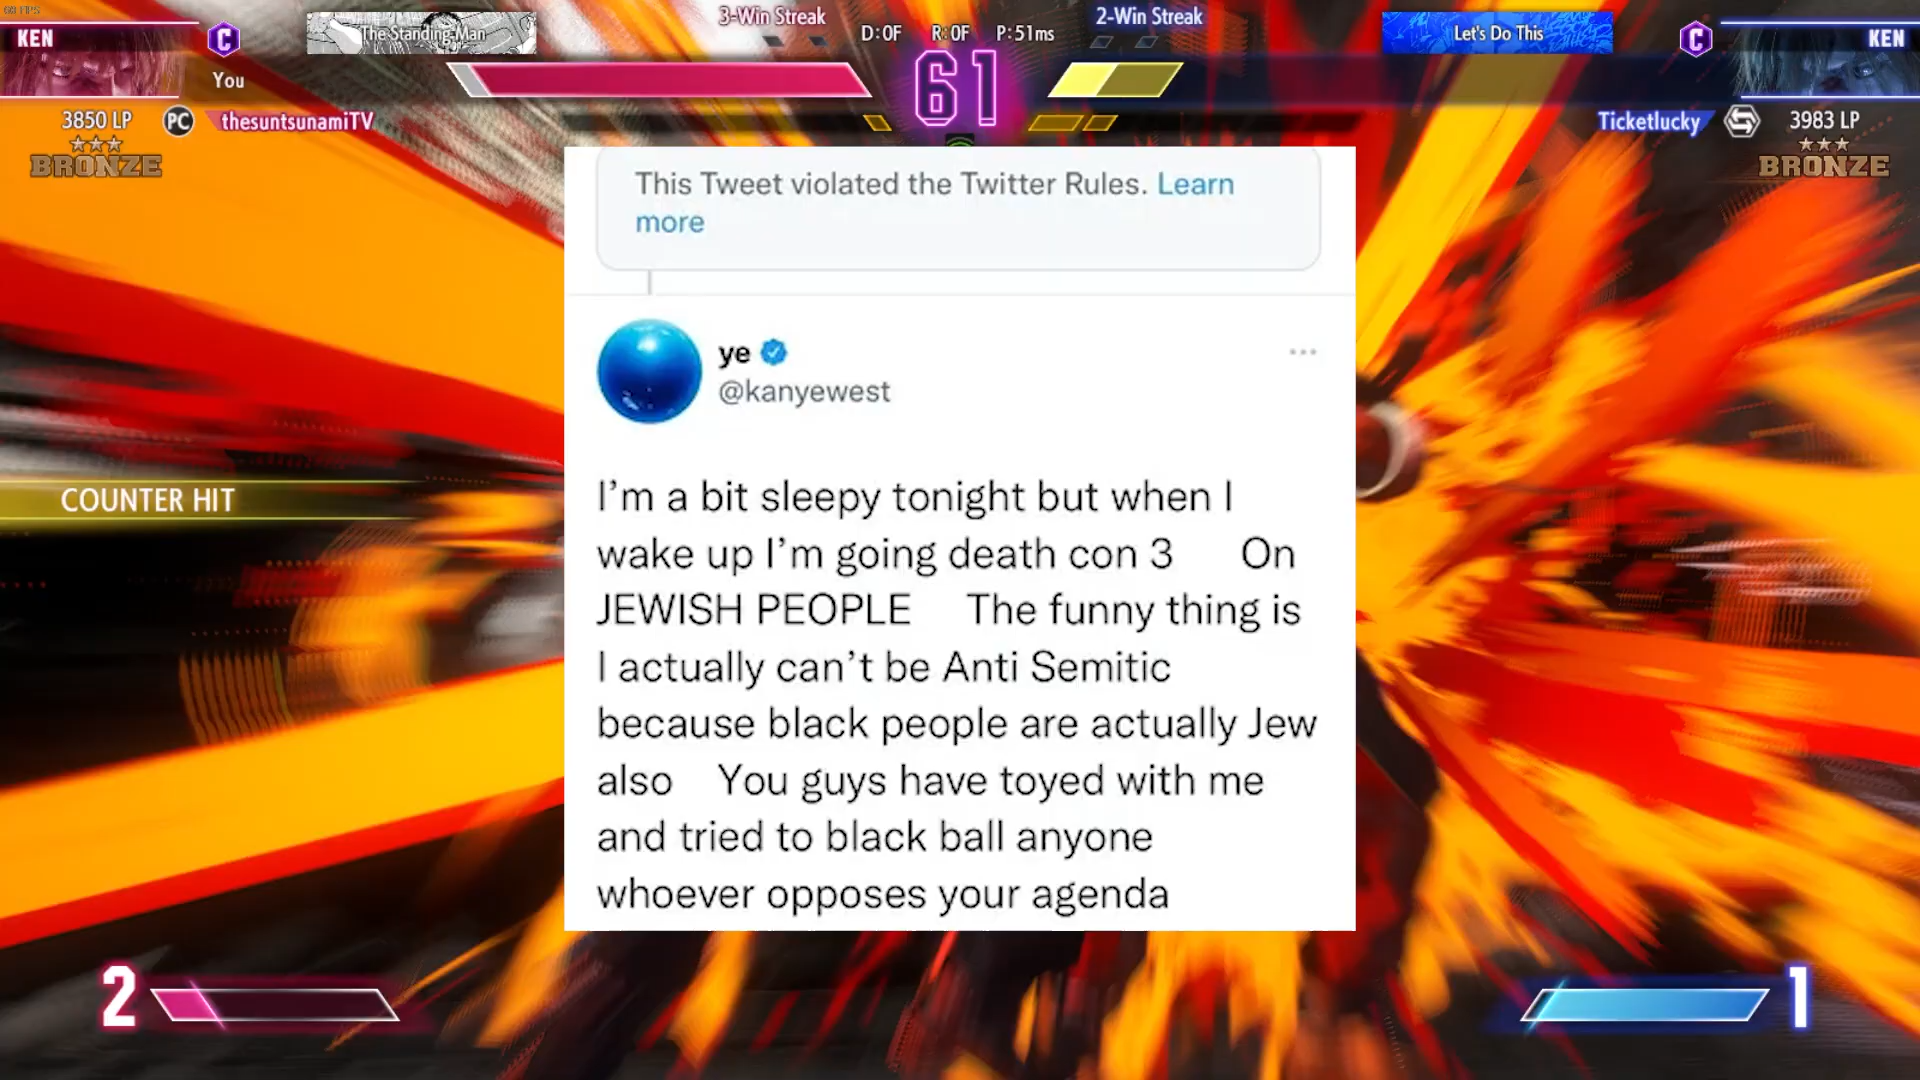 68 FPS
3-Win Streak
2-Win Streak
KEN
C
The Standing Man
D:0F R:0F P:51ms
Let's Do This
C
KEN
You
61
3850 LP
PC
thesuntsunamiTV
Ticketlucky
3983 LP
BRONZE
BRONZE
This Tweet violated the Twitter Rules. Learn
more
ye
@kanyewest
COUNTER HIT
I'm a bit sleepy tonight but when I
wake up I'm going death con 3 On
JEWISH PEOPLE The funny thing is
I actually can't be Anti Semitic
because black people are actually Jew
also You guys have toyed with me
and tried to black ball anyone
whoever opposes your agenda
2
1